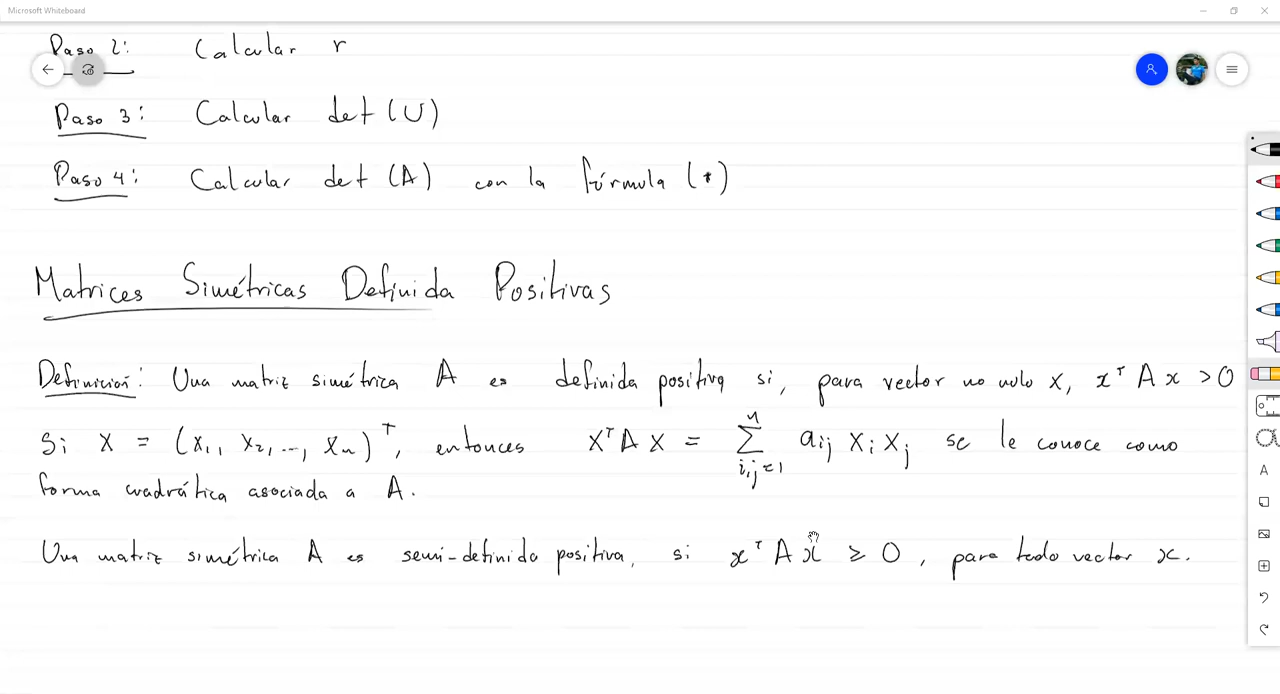 Microsoft Whiteboard
Paso 2: Calcular r
Paso 3: Calcular det (U)
Paso 4: Calcular det (A) con la fórmula (*)
Matrices Simétricas Definida Positivas
Definición: Una matriz simétrica A es definida positiva si, para vector no nulo x, xᵀ A x > 0
Si X = (x₁, x₂, ..., xₙ)ᵀ, entonces XᵀAX = ∑ⁿᵢ,ⱼ₌₁ aᵢⱼ xᵢ xⱼ se le conoce como
forma cuadrática asociada a A.
Una matriz simétrica A es semi-definido positiva, si xᵀ A x ≥ 0, para todo vector x.
A